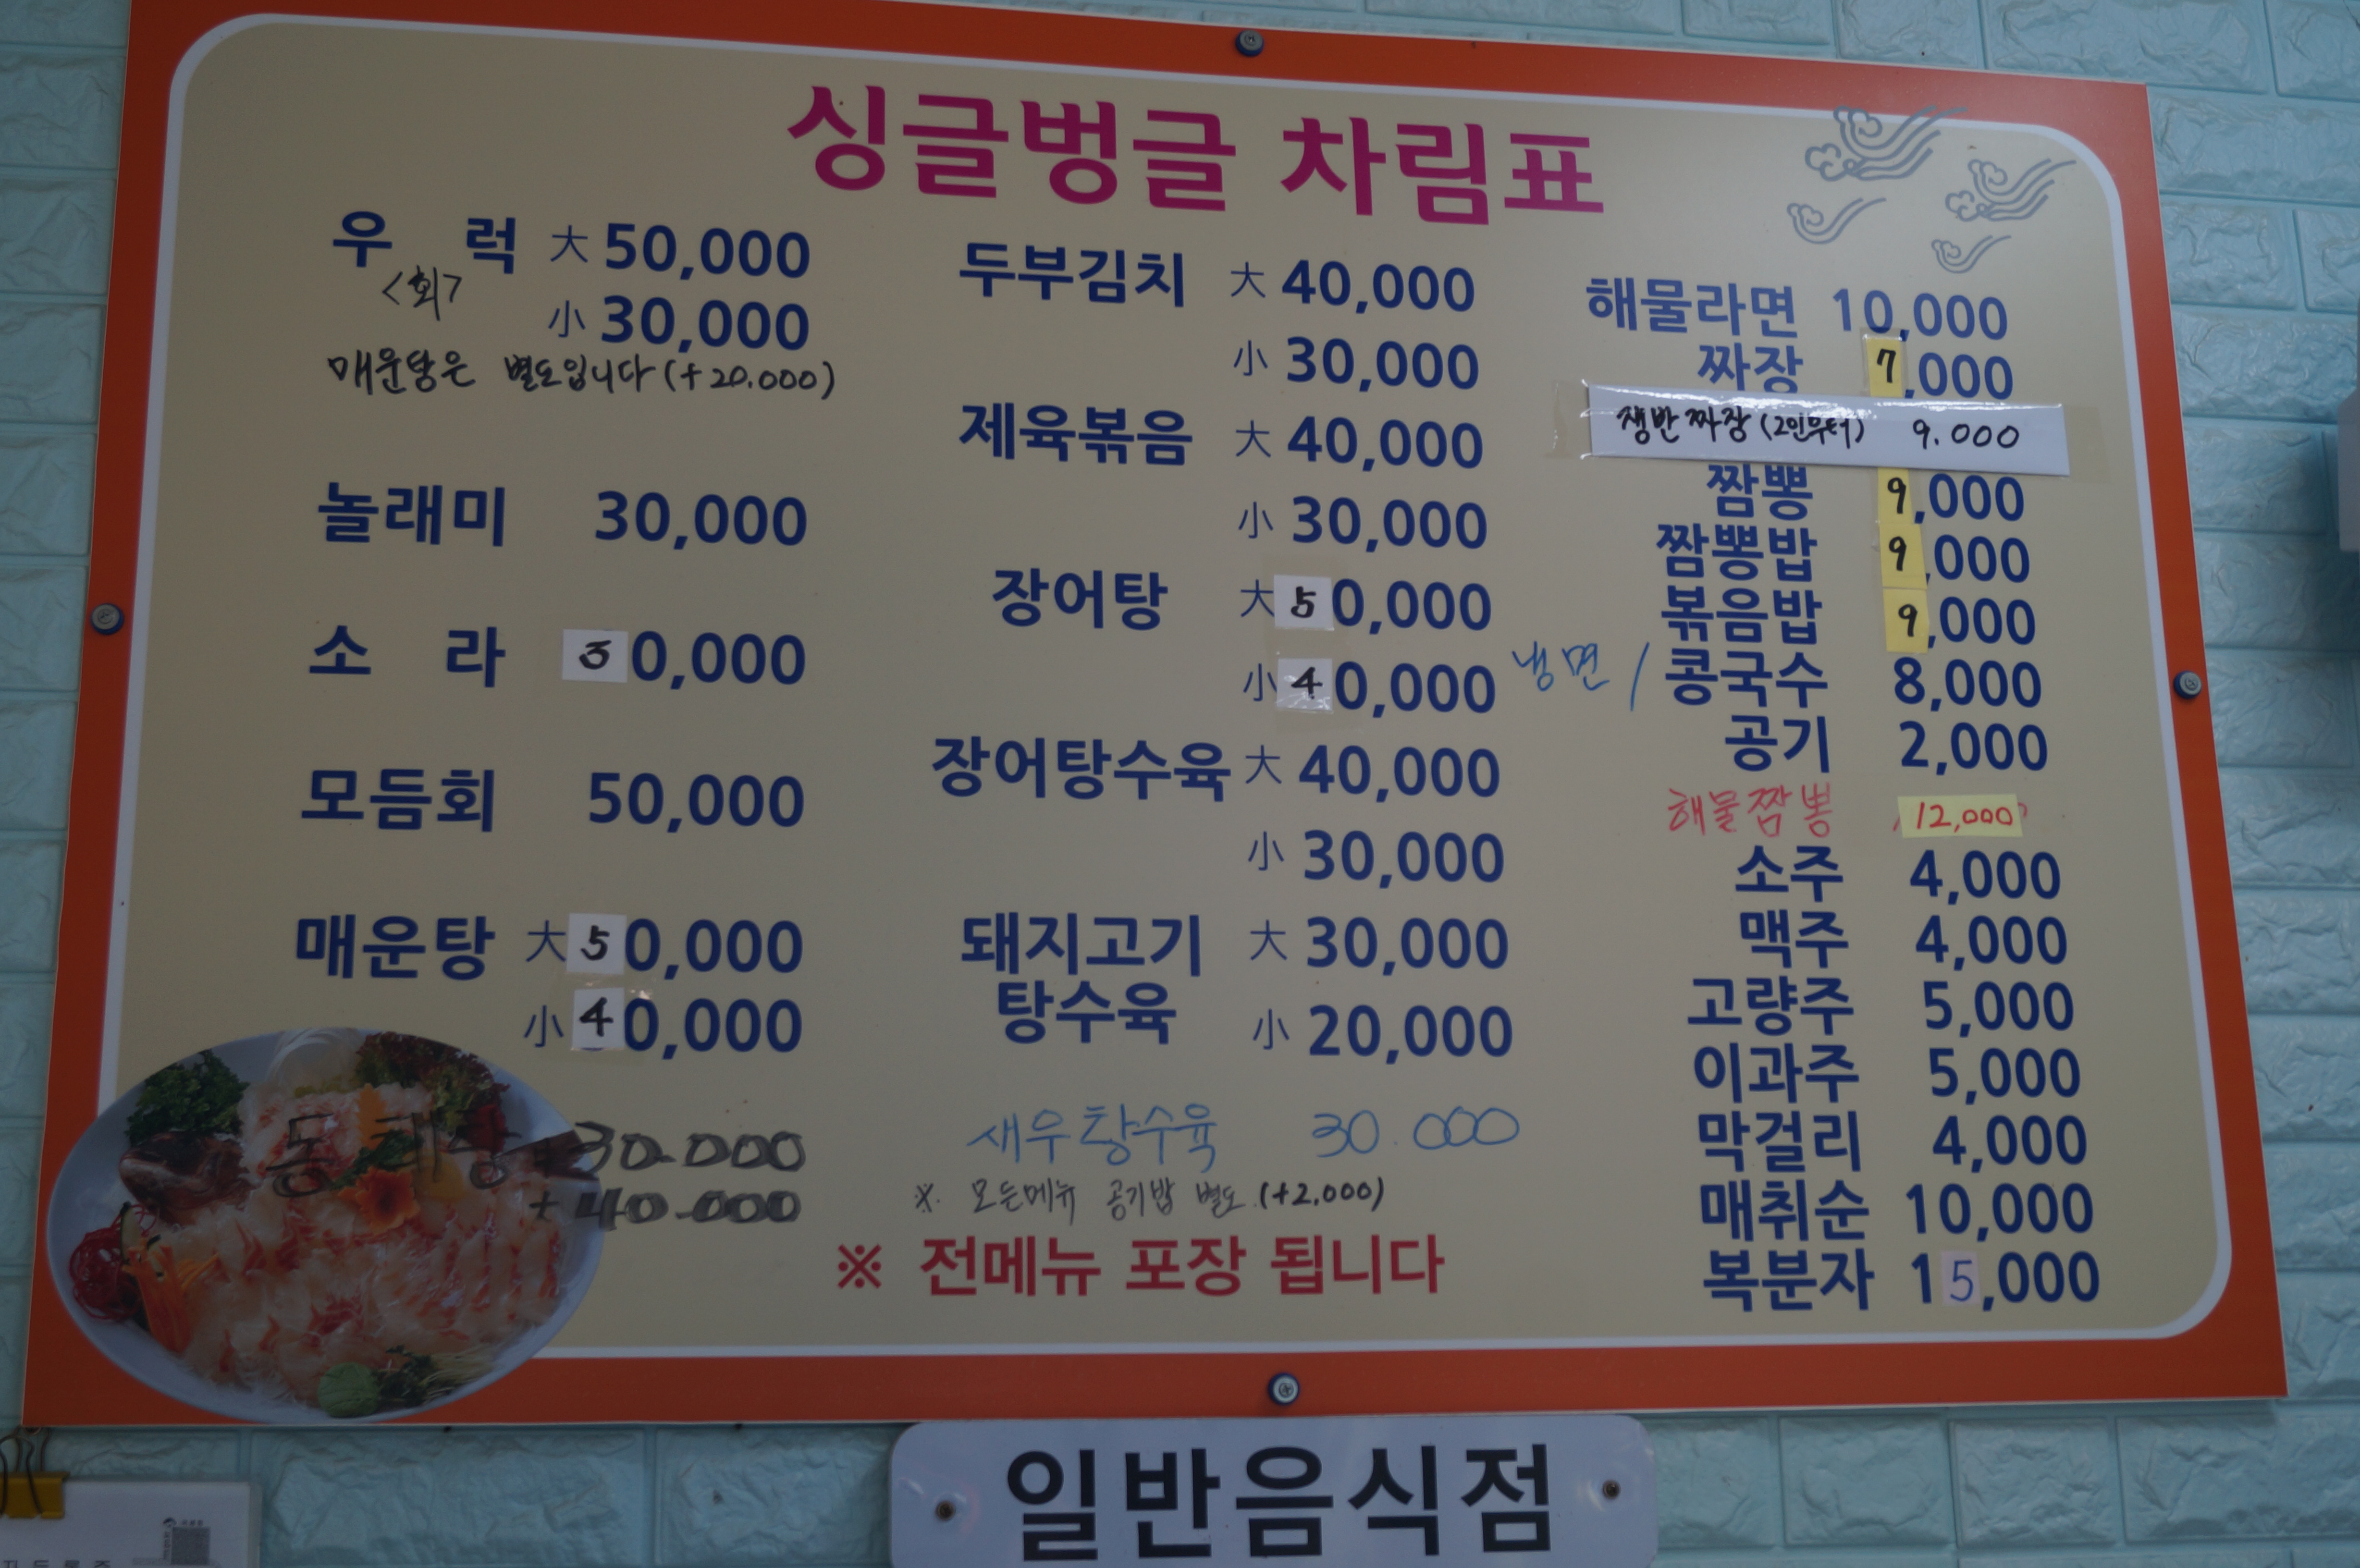 싱글벙글 차림표
우 럭 大 50,000
<회>
小 30,000
매운탕은 별도입니다 (+20.000)
놀래미 30,000
소 라 30,000
모듬회 50,000
매운탕 大 50,000
小 40,000
동태탕 30.000
+ 40.000
두부김치 大 40,000
小 30,000
제육볶음 大 40,000
小 30,000
장어탕 大 50,000
小 40,000
장어탕수육 大 40,000
小 30,000
돼지고기 大 30,000
탕수육 小 20,000
새우탕수육 30.000
※. 모든메뉴 공기밥 별도 (+2,000)
※ 전메뉴 포장 됩니다
해물라면 10,000
짜장 7,000
쟁반짜장 (2인부터) 9.000
짬뽕 9,000
짬뽕밥 9,000
볶음밥 9,000
냉면 / 콩국수 8,000
공기 2,000
해물짬뽕 12,000
소주 4,000
맥주 4,000
고량주 5,000
이과주 5,000
막걸리 4,000
매취순 10,000
복분자 15,000
일반음식점